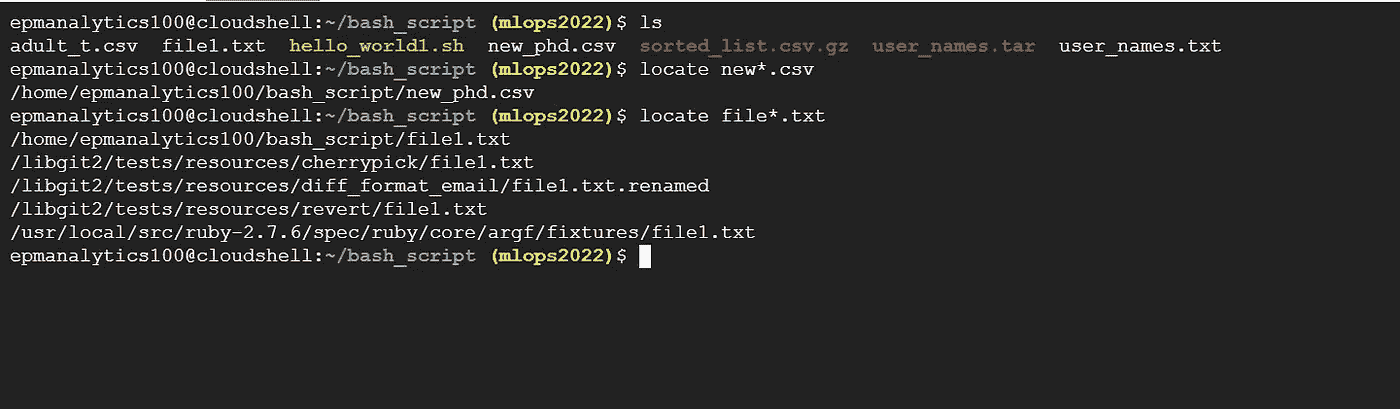 epmanalytics100@cloudshell:~/bash_script (mlops2022)$ ls
adult_t.csv  file1.txt  hello_world1.sh  new_phd.csv  sorted_list.csv.gz  user_names.tar  user_names.txt
epmanalytics100@cloudshell:~/bash_script (mlops2022)$ locate new*.csv
/home/epmanalytics100/bash_script/new_phd.csv
epmanalytics100@cloudshell:~/bash_script (mlops2022)$ locate file*.txt
/home/epmanalytics100/bash_script/file1.txt
/libgit2/tests/resources/cherrypick/file1.txt
/libgit2/tests/resources/diff_format_email/file1.txt.renamed
/libgit2/tests/resources/revert/file1.txt
/usr/local/src/ruby-2.7.6/spec/ruby/core/argf/fixtures/file1.txt
epmanalytics100@cloudshell:~/bash_script (mlops2022)$